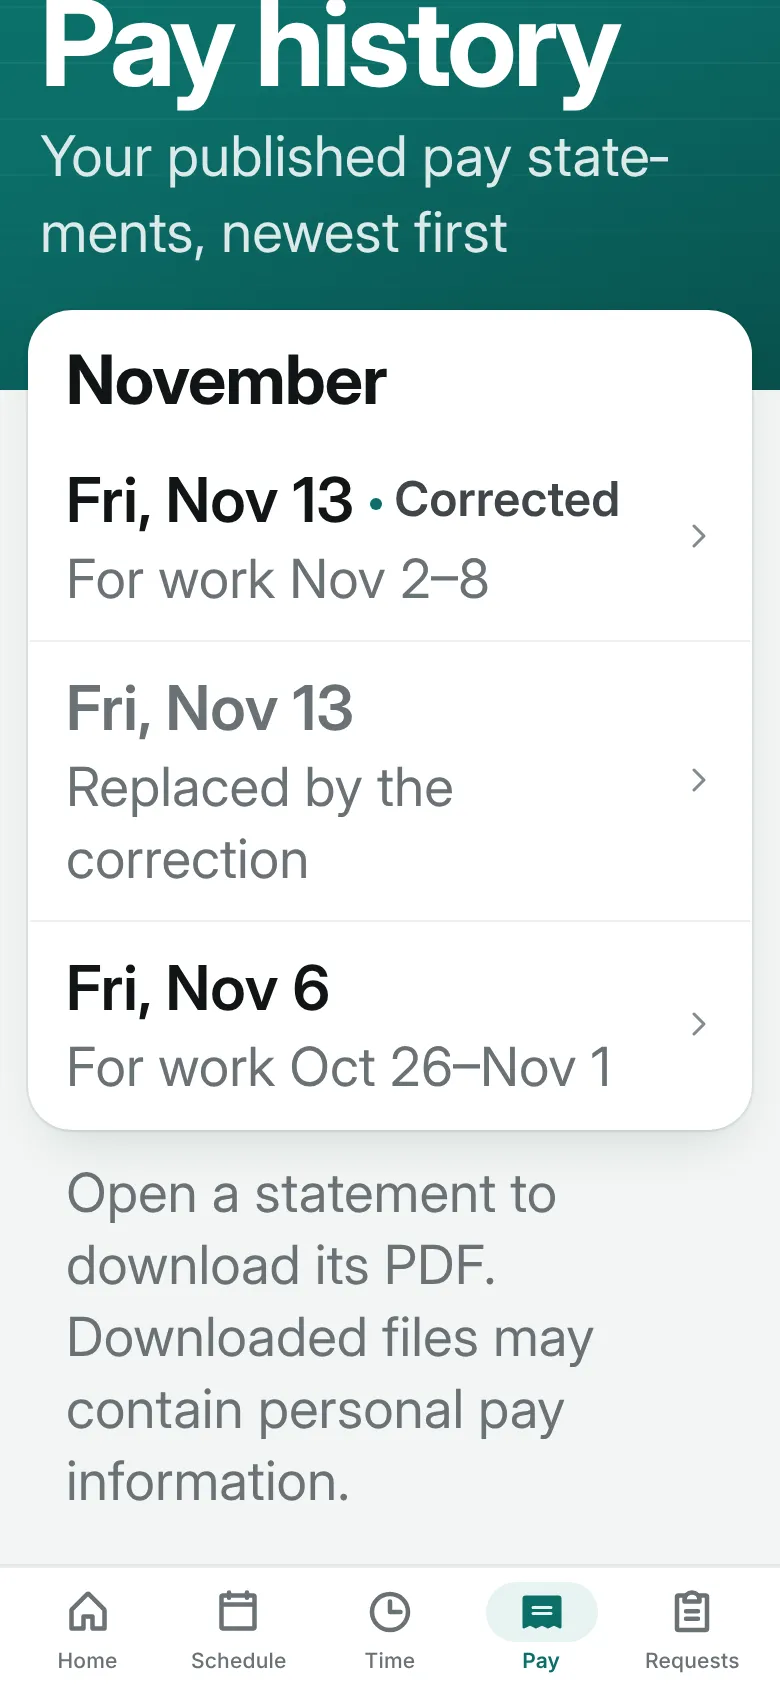 Pay history
Your published pay state-
ments, newest first
November
Fri, Nov 13 • Corrected
For work Nov 2–8
Fri, Nov 13
Replaced by the
correction
Fri, Nov 6
For work Oct 26–Nov 1
Open a statement to
download its PDF.
Downloaded files may
contain personal pay
information.
Home
Schedule
Time
Pay
Requests